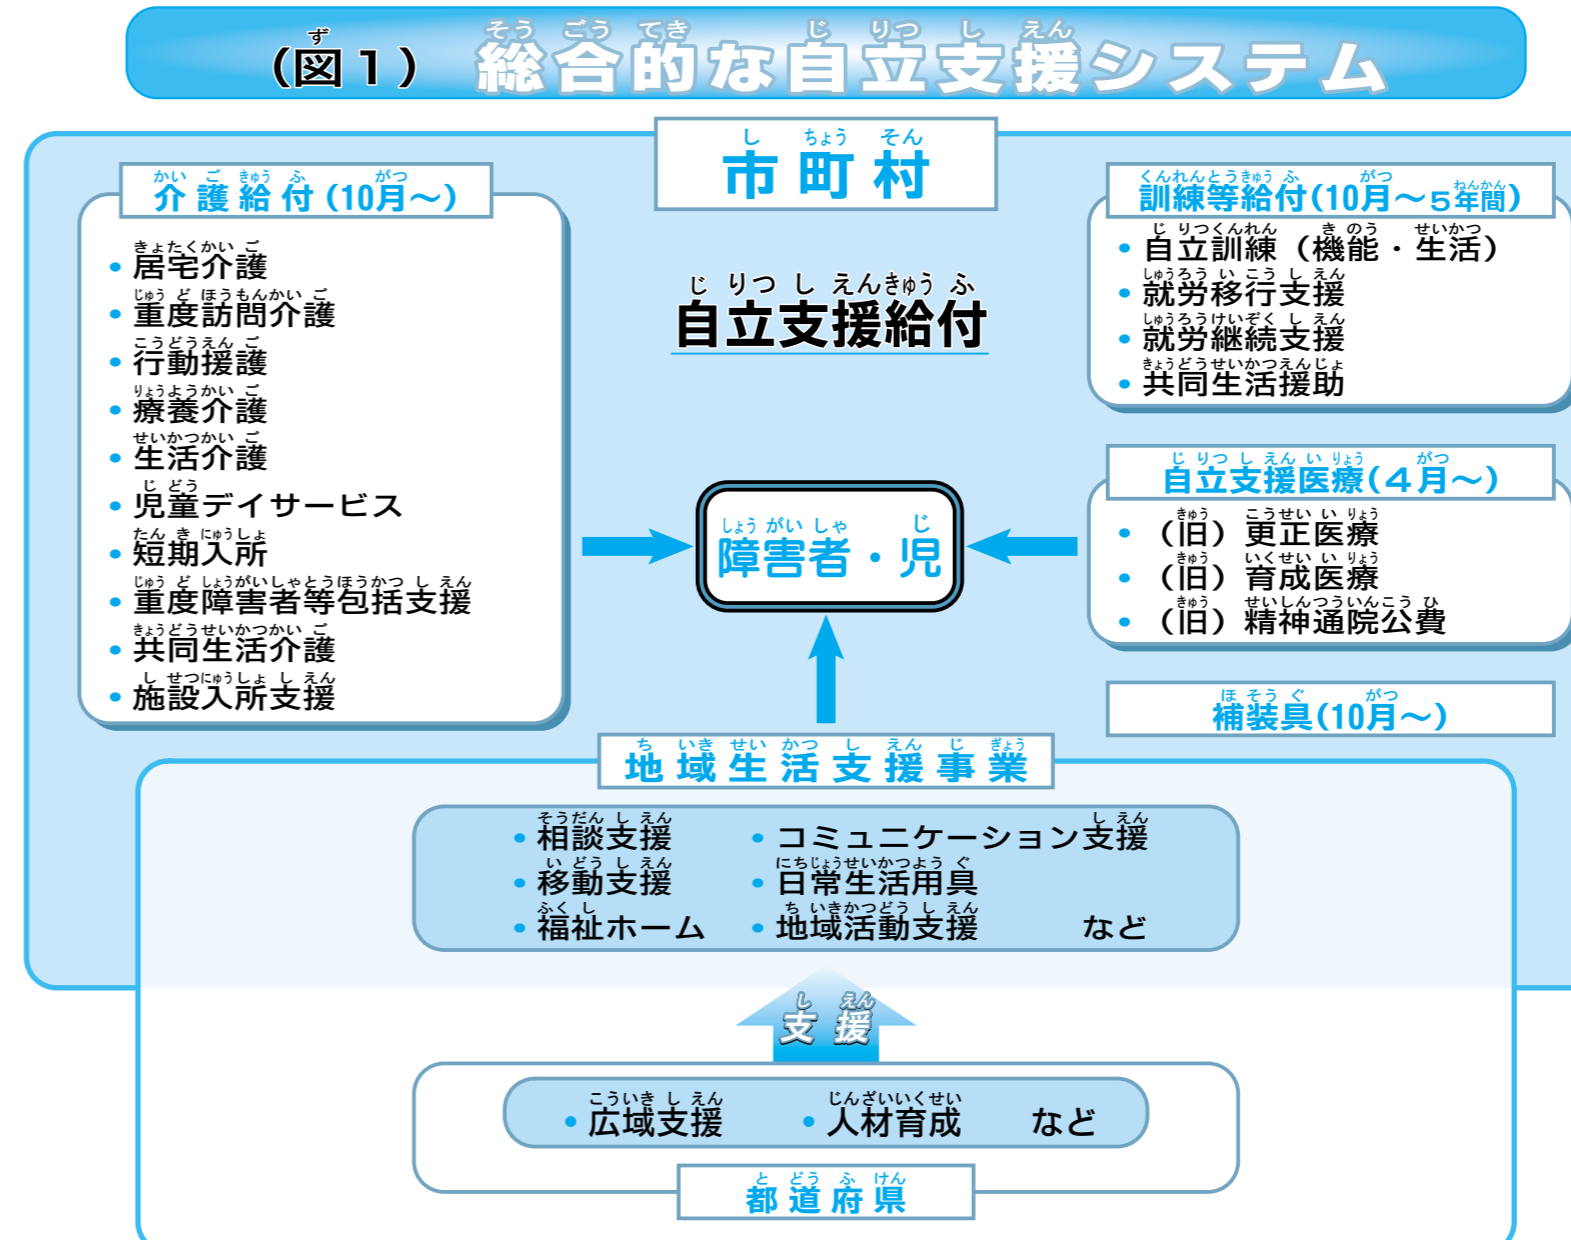 (図1) 総合的な自立支援システム
市町村
介護給付(10月〜)
・居宅介護
・重度訪問介護
・行動援護
・療養介護
・生活介護
・児童デイサービス
・短期入所
・重度障害者等包括支援
・共同生活介護
・施設入所支援
自立支援給付
障害者・児
訓練等給付(10月〜5年間)
・自立訓練(機能・生活)
・就労移行支援
・就労継続支援
・共同生活援助
自立支援医療(4月〜)
・(旧)更正医療
・(旧)育成医療
・(旧)精神通院公費
補装具(10月〜)
地域生活支援事業
・相談支援 ・コミュニケーション支援
・移動支援 ・日常生活用具
・福祉ホーム ・地域活動支援 など
支援
・広域支援 ・人材育成 など
都道府県